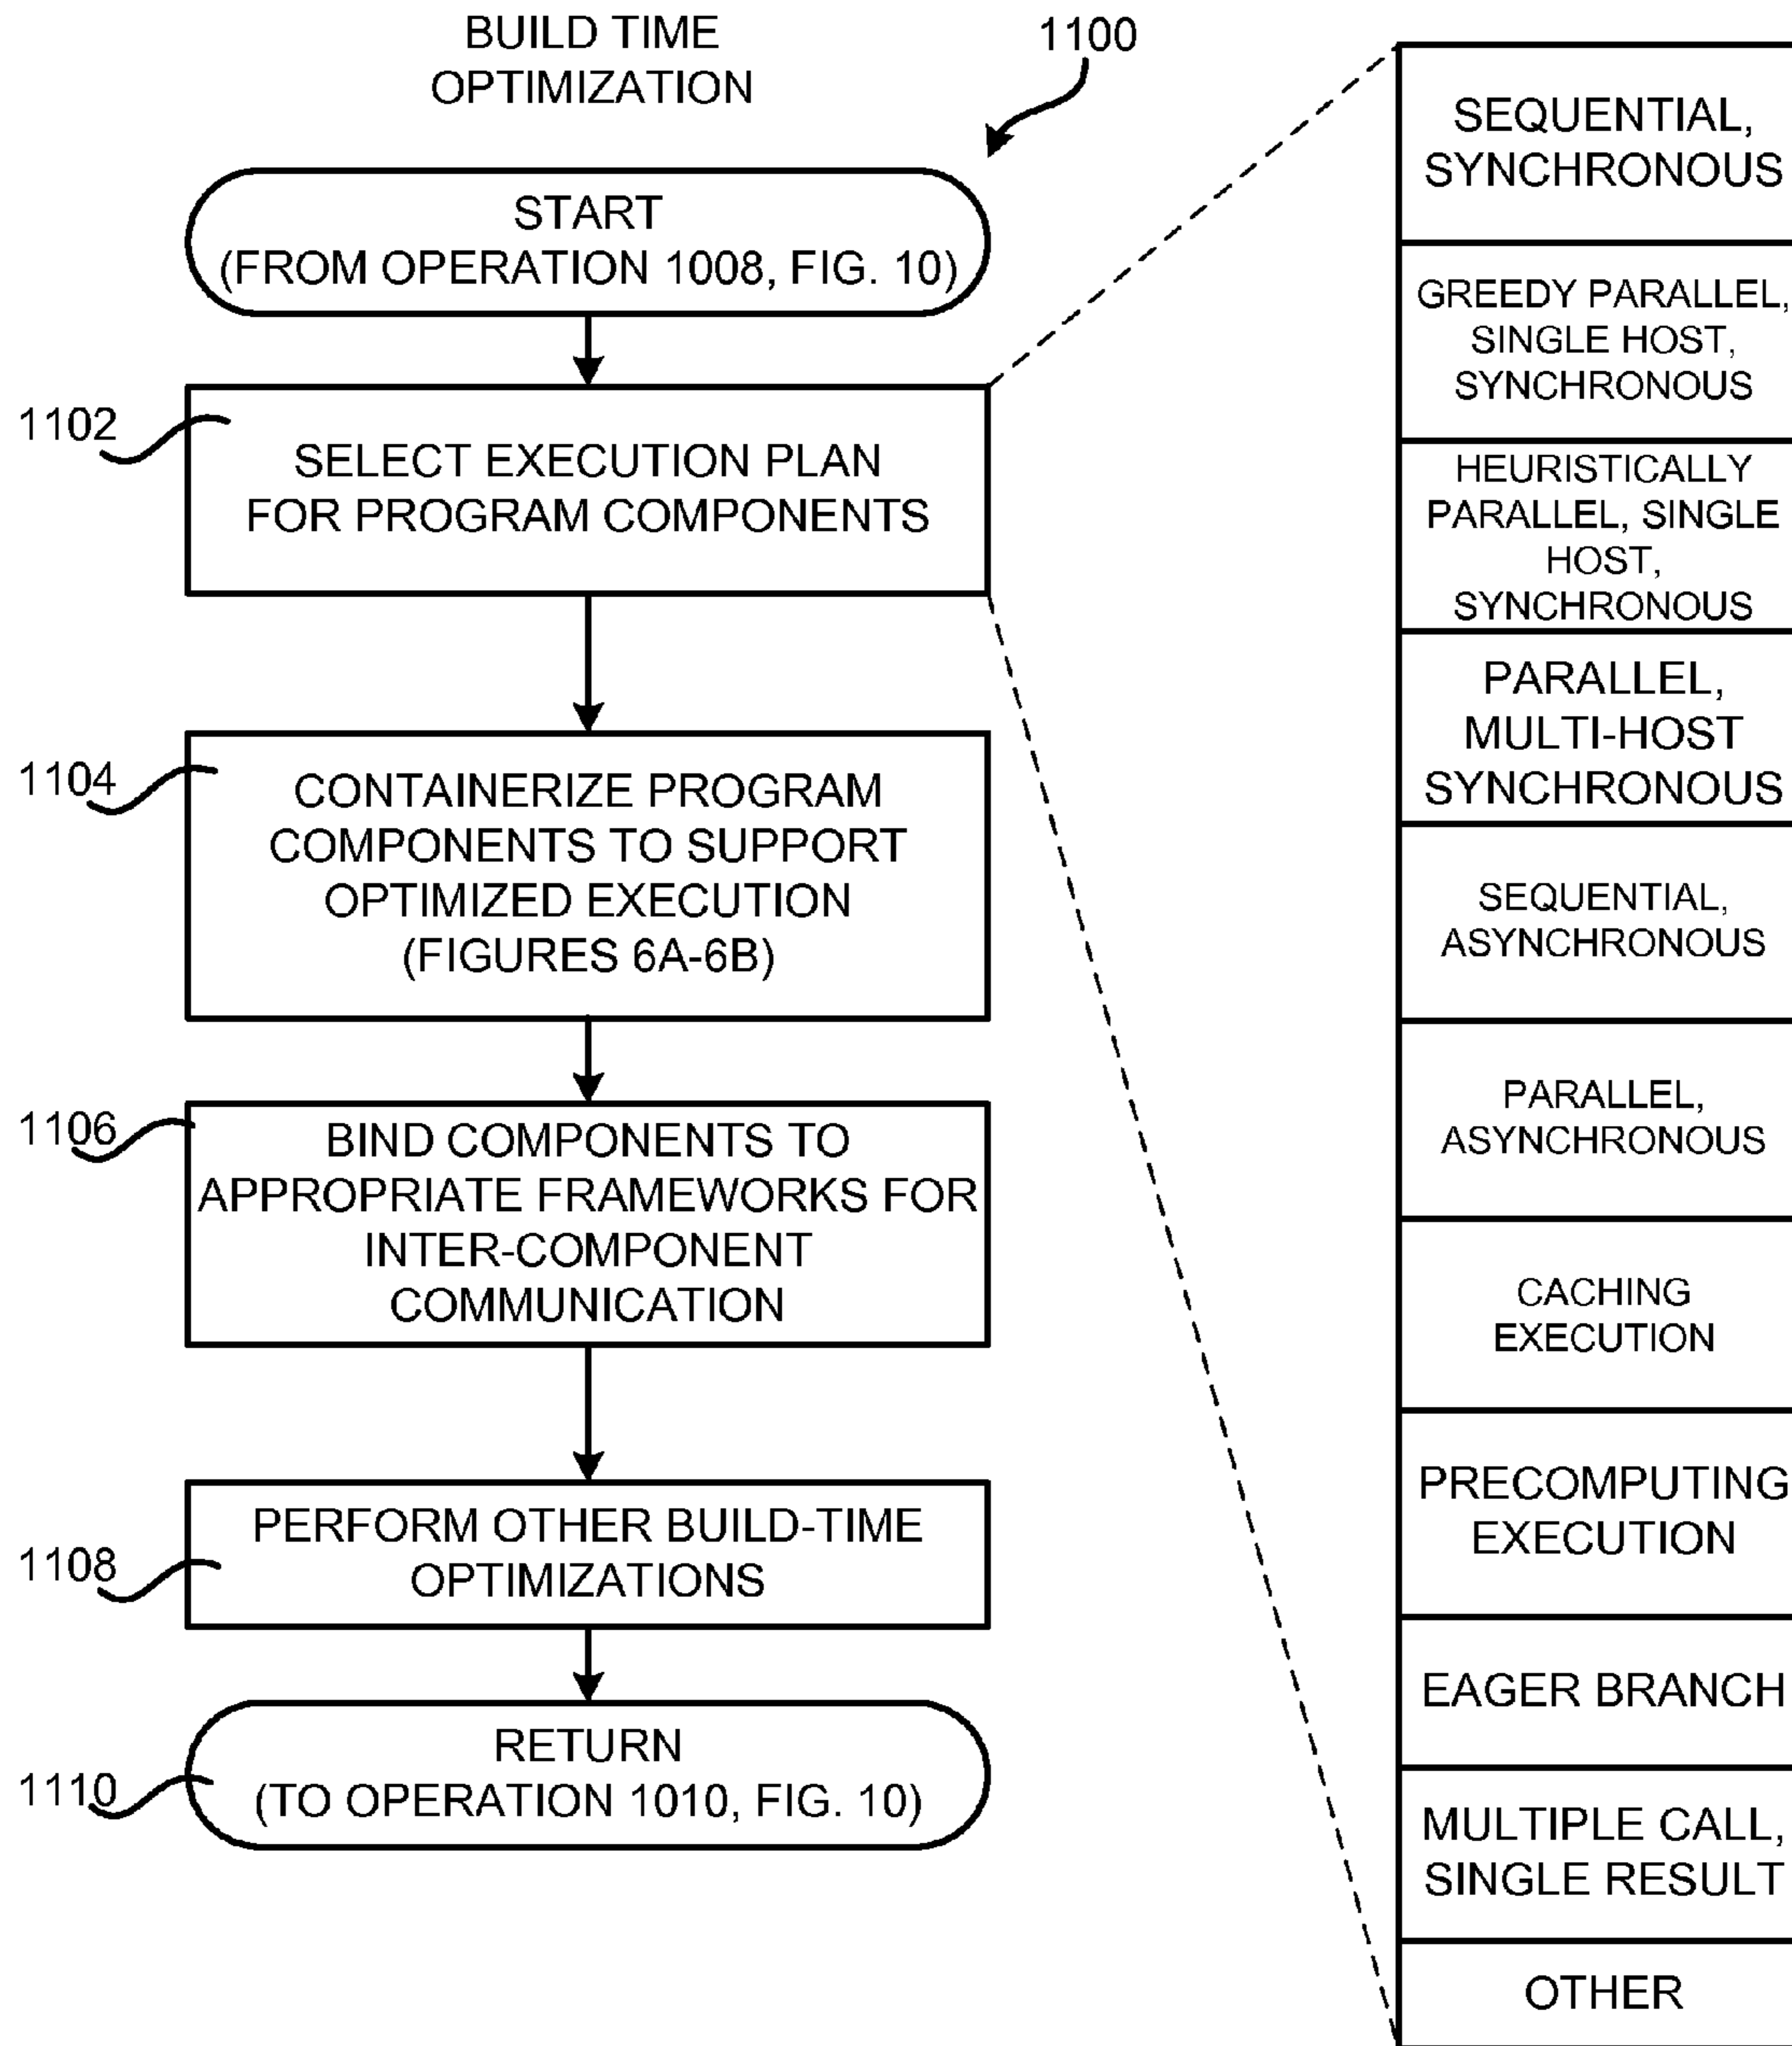 BUILD TIME
OPTIMIZATION
1100
START
(FROM OPERATION 1008, FIG. 10)
1102
SELECT EXECUTION PLAN
FOR PROGRAM COMPONENTS
1104
CONTAINERIZE PROGRAM
COMPONENTS TO SUPPORT
OPTIMIZED EXECUTION
(FIGURES 6A-6B)
1106
BIND COMPONENTS TO
APPROPRIATE FRAMEWORKS FOR
INTER-COMPONENT
COMMUNICATION
1108
PERFORM OTHER BUILD-TIME
OPTIMIZATIONS
1110
RETURN
(TO OPERATION 1010, FIG. 10)
SEQUENTIAL,
SYNCHRONOUS
GREEDY PARALLEL,
SINGLE HOST,
SYNCHRONOUS
HEURISTICALLY
PARALLEL, SINGLE
HOST,
SYNCHRONOUS
PARALLEL,
MULTI-HOST
SYNCHRONOUS
SEQUENTIAL,
ASYNCHRONOUS
PARALLEL,
ASYNCHRONOUS
CACHING
EXECUTION
PRECOMPUTING
EXECUTION
EAGER BRANCH
MULTIPLE CALL,
SINGLE RESULT
OTHER